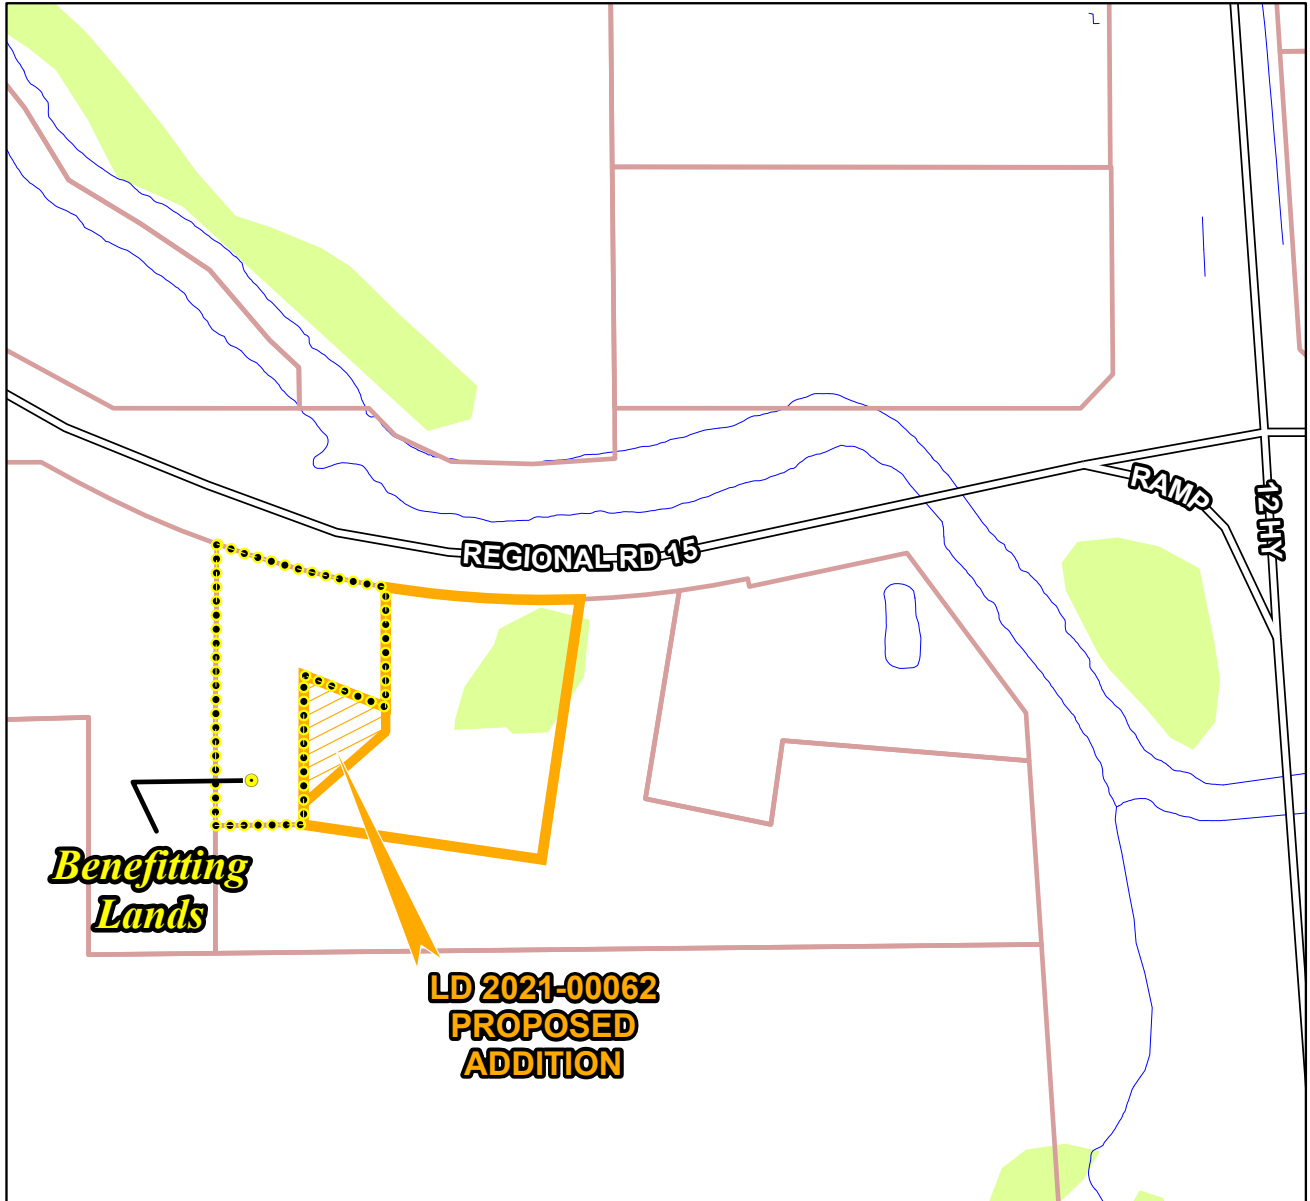 RAMP
12 HY
REGIONAL RD 15
Benefitting
Lands
LD 2021-00062
PROPOSED
ADDITION